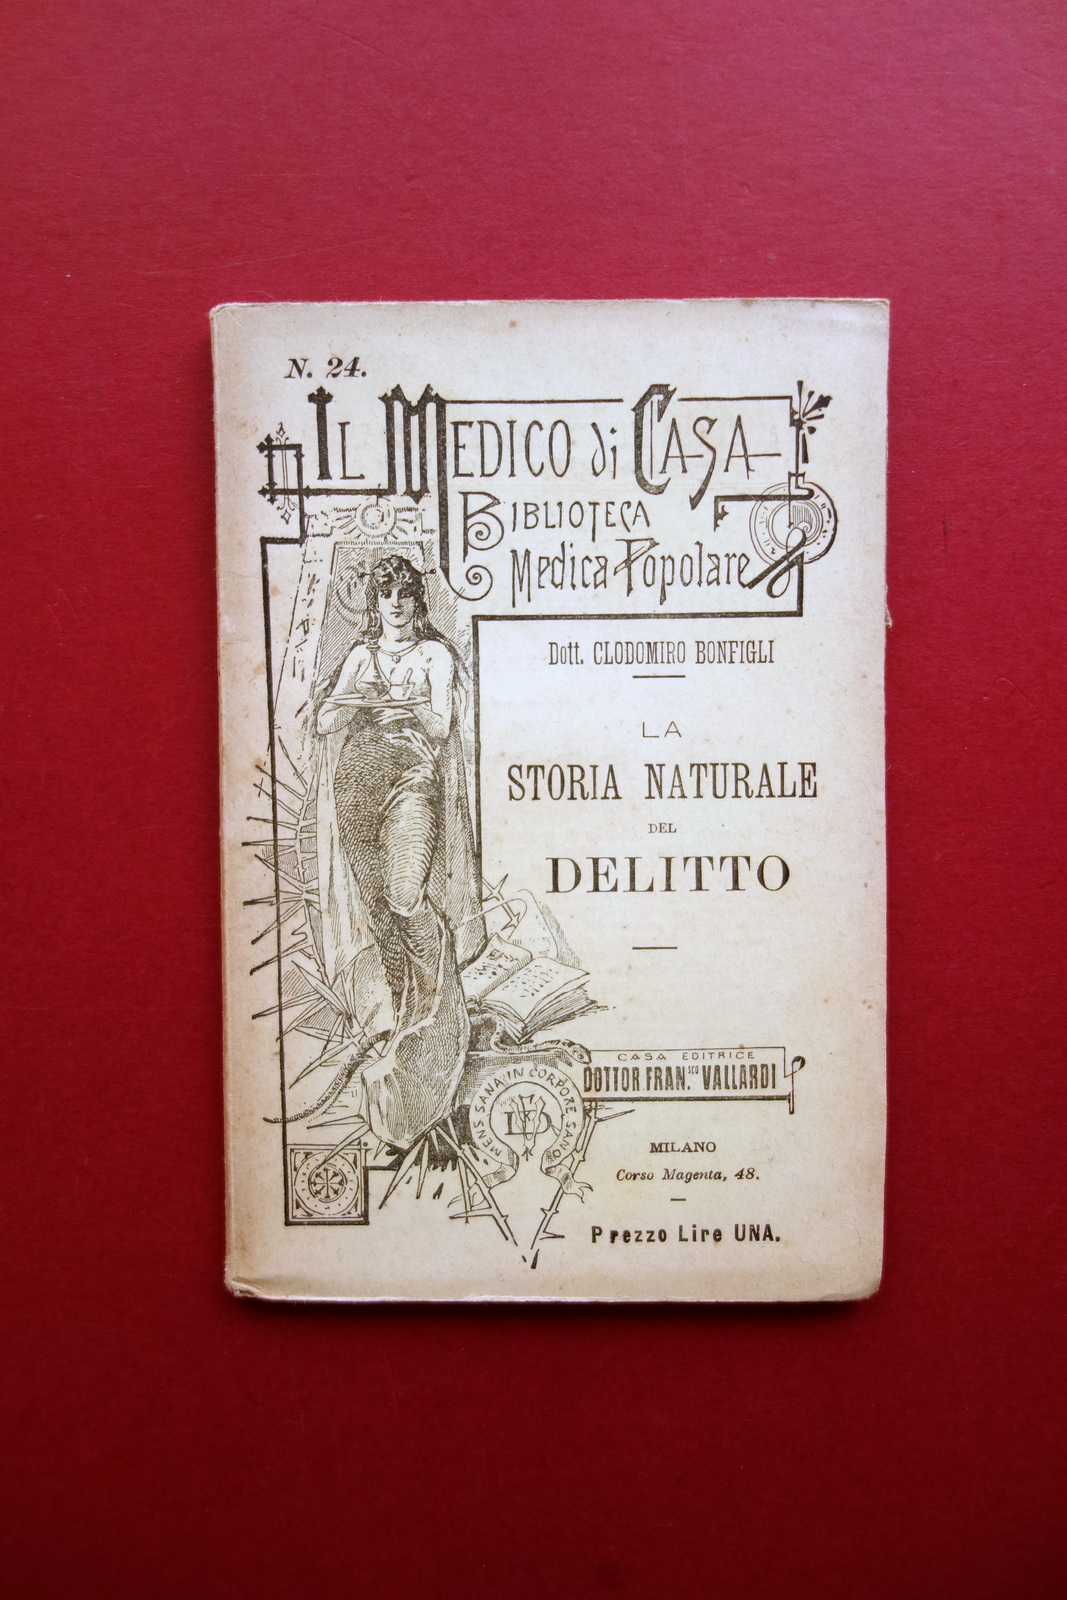 N. 24.
IL MEDICO di CASA
BIBLIOTECA
Medica Popolare
Dott. CLODOMIRO BONFIGLI
LA
STORIA NATURALE
DEL
DELITTO
CASA EDITRICE
DOTTOR FRAN.sco VALLARDI
MENS SANA IN CORPORE SANO
MILANO
Corso Magenta, 48.
Prezzo Lire UNA.